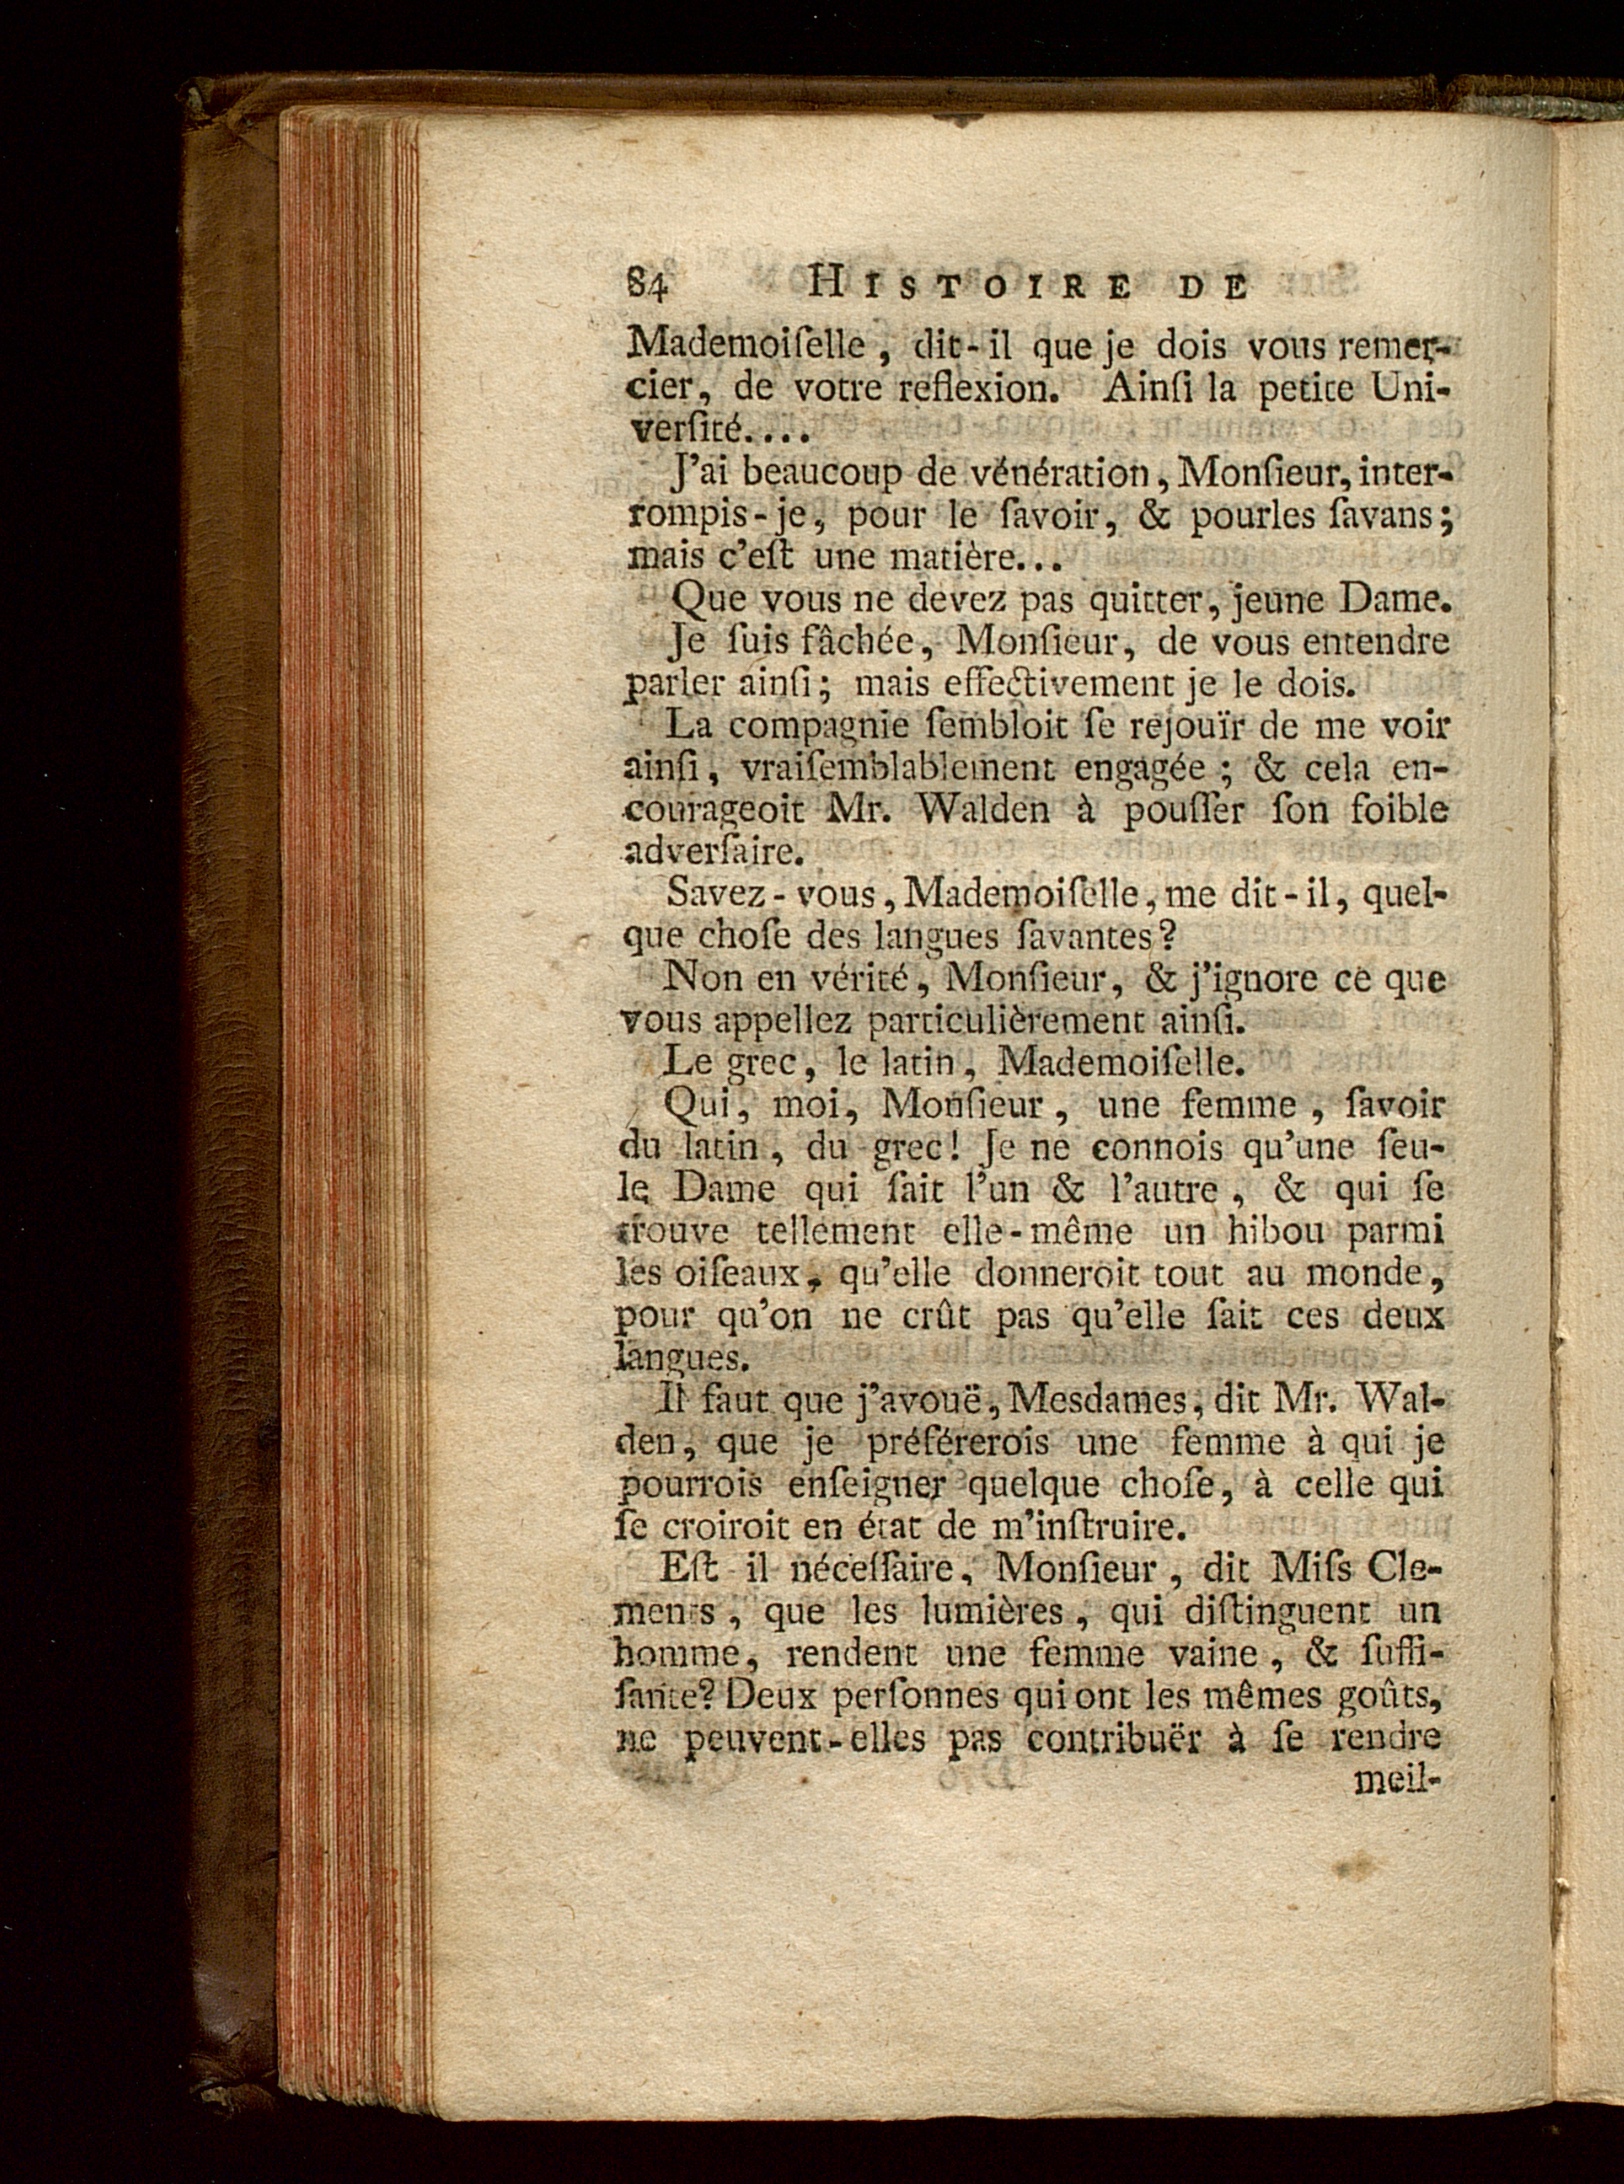 84 HISTOIRE DE
Mademoiſelle, dit-il que je dois vous remer-
cier, de votre reflexion. Ainſi la petite Uni-
verſité....
J'ai beaucoup de vénération, Monſieur, inter-
rompis-je, pour le ſavoir, & pourles ſavans;
mais c'eſt une matière...
Que vous ne devez pas quitter, jeune Dame.
Je ſuis fâchée, Monſieur, de vous entendre
parler ainſi; mais effectivement je le dois.
La compagnie ſembloit ſe rejouïr de me voir
ainſi, vraiſemblablement engagée; & cela en-
courageoit Mr. Walden à pouſſer ſon foible
adverſaire.
Savez-vous, Mademoiſelle, me dit-il, quel-
que choſe des langues ſavantes?
Non en vérité, Monſieur, & j'ignore ce que
vous appellez particulièrement ainſi.
Le grec, le latin, Mademoiſelle.
Qui, moi, Monſieur, une femme, ſavoir
du latin, du grec! Je ne connois qu'une ſeu-
le Dame qui ſait l'un & l'autre, & qui ſe
trouve tellement elle-même un hibou parmi
les oiſeaux, qu'elle donneroit tout au monde,
pour qu'on ne crût pas qu'elle ſait ces deux
langues.
Il faut que j'avouë, Mesdames, dit Mr. Wal-
den, que je préférerois une femme à qui je
pourrois enſeigner quelque choſe, à celle qui
ſe croiroit en état de m'inſtruire.
Eſt il néceſſaire, Monſieur, dit Miſs Cle-
ments, que les lumières, qui diſtinguent un
homme, rendent une femme vaine, & ſuffi-
ſante? Deux perſonnes qui ont les mêmes goûts,
ne peuvent-elles pas contribuër à ſe rendre
meil-